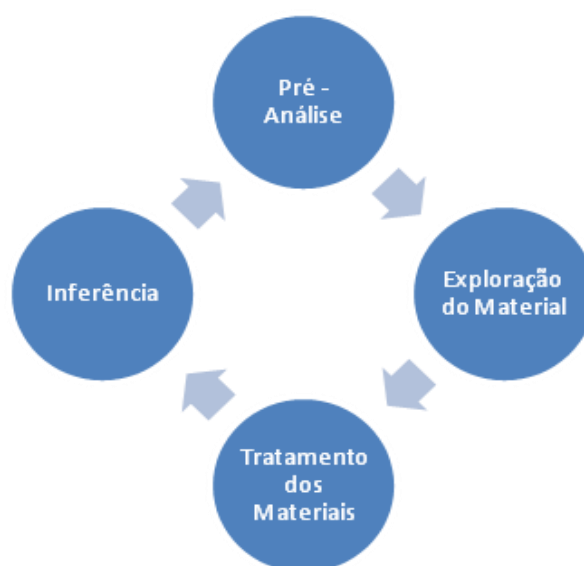 Pré -
Análise
Exploração
do Material
Tratamento
dos
Materiais
Inferência